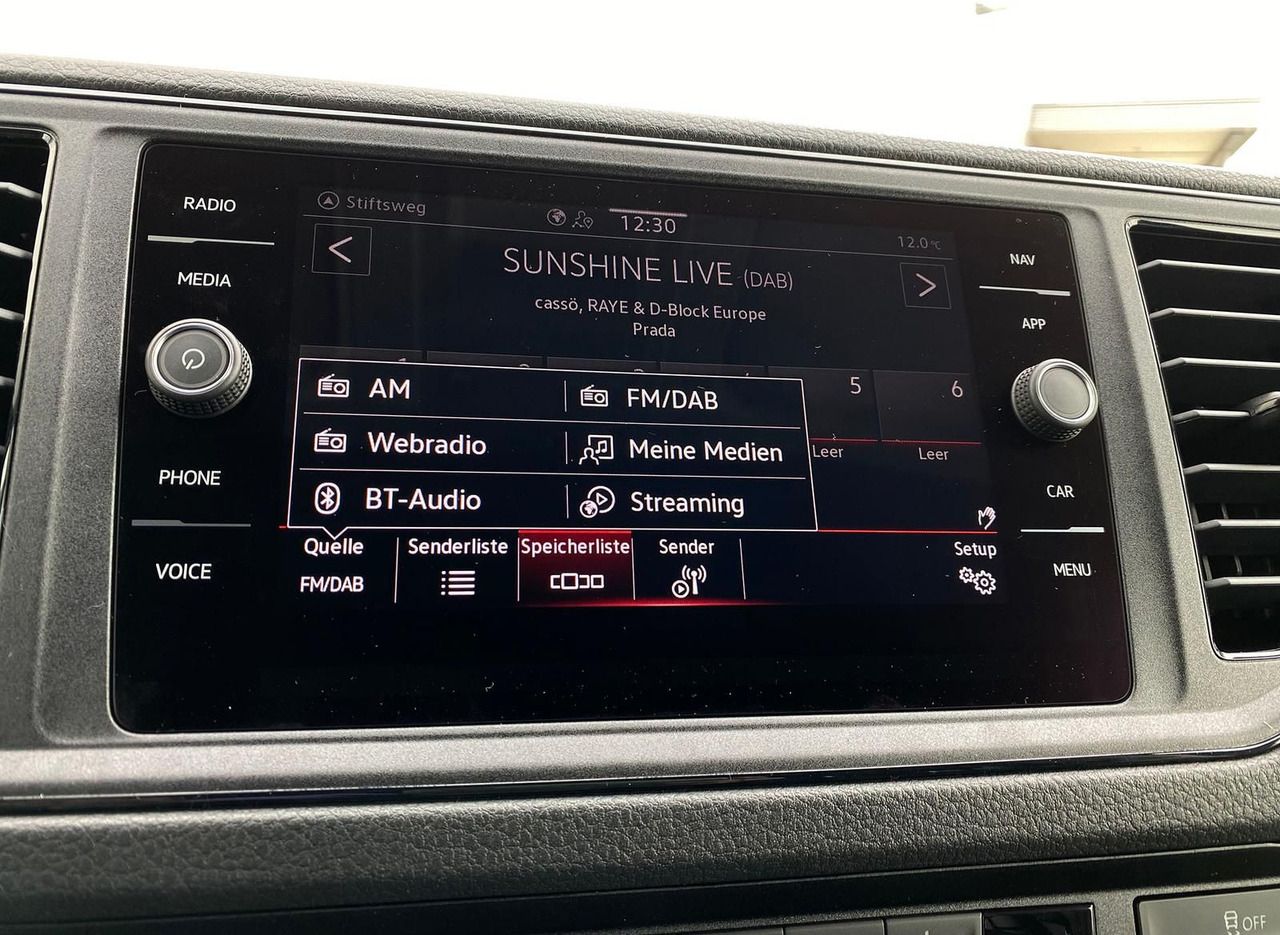 RADIO
MEDIA
PHONE
VOICE
Stiftsweg
12:30
12.0°C
SUNSHINE LIVE (DAB)
cassö, RAYE & D-Block Europe
Prada
5
6
Leer
Leer
AM
FM/DAB
Webradio
Meine Medien
BT-Audio
Streaming
Quelle
FM/DAB
Senderliste
Speicherliste
Sender
Setup
NAV
APP
CAR
MENU
OFF